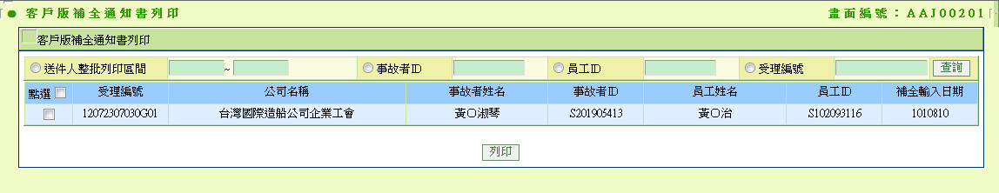 客戶版補全通知書列印 畫面編號：AAJ00201
客戶版補全通知書列印
送件人整批列印區間 ~ 事故者ID 員工ID 受理編號 查詢
點選 受理編號 公司名稱 事故者姓名 事故者ID 員工姓名 員工ID 補全輸入日期
12072307030G01 台灣國際造船公司企業工會 黃○淑琴 S201905413 黃○治 S102093116 1010810
列印